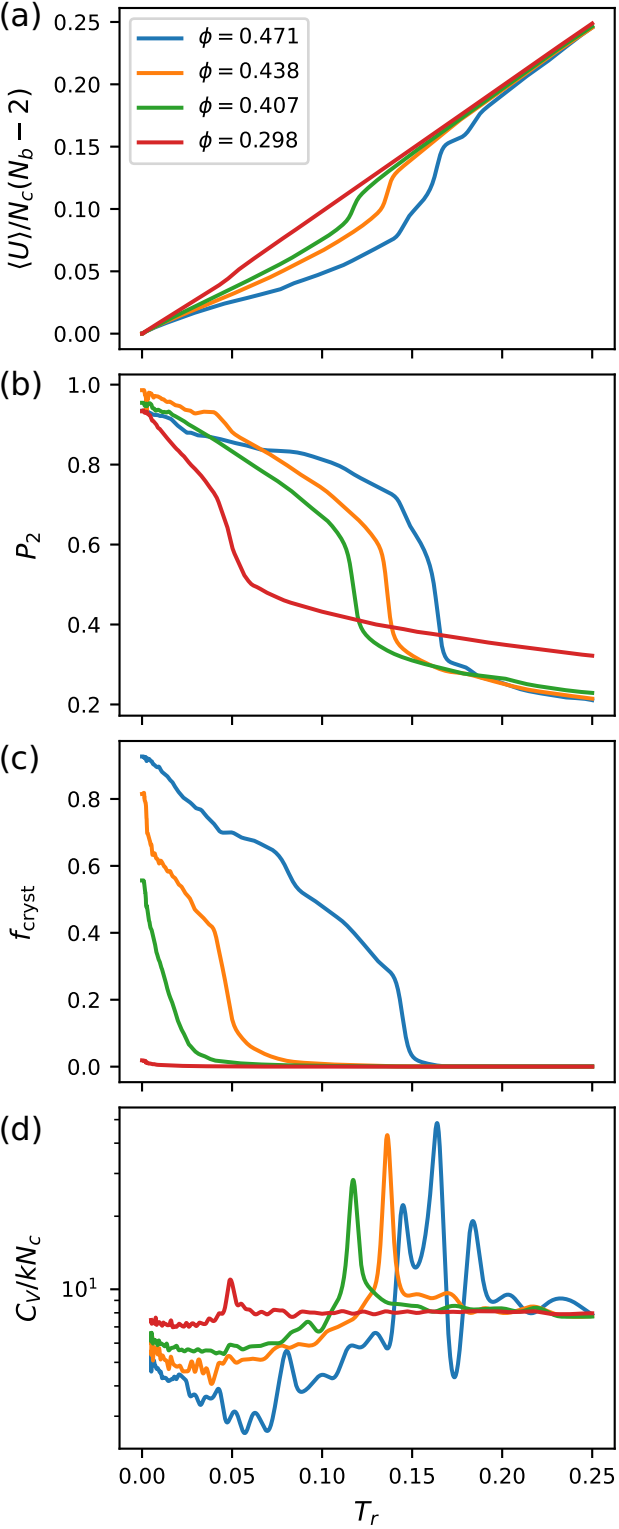 (a)
0.25
0.20
0.15
0.10
0.05
0.00
⟨U⟩/N_c(N_b − 2)
ϕ = 0.471
ϕ = 0.438
ϕ = 0.407
ϕ = 0.298
(b)
1.0
0.8
0.6
0.4
0.2
P_2
(c)
0.8
0.6
0.4
0.2
0.0
f_cryst
(d)
10^1
C_V/kN_c
0.00 0.05 0.10 0.15 0.20 0.25
T_r